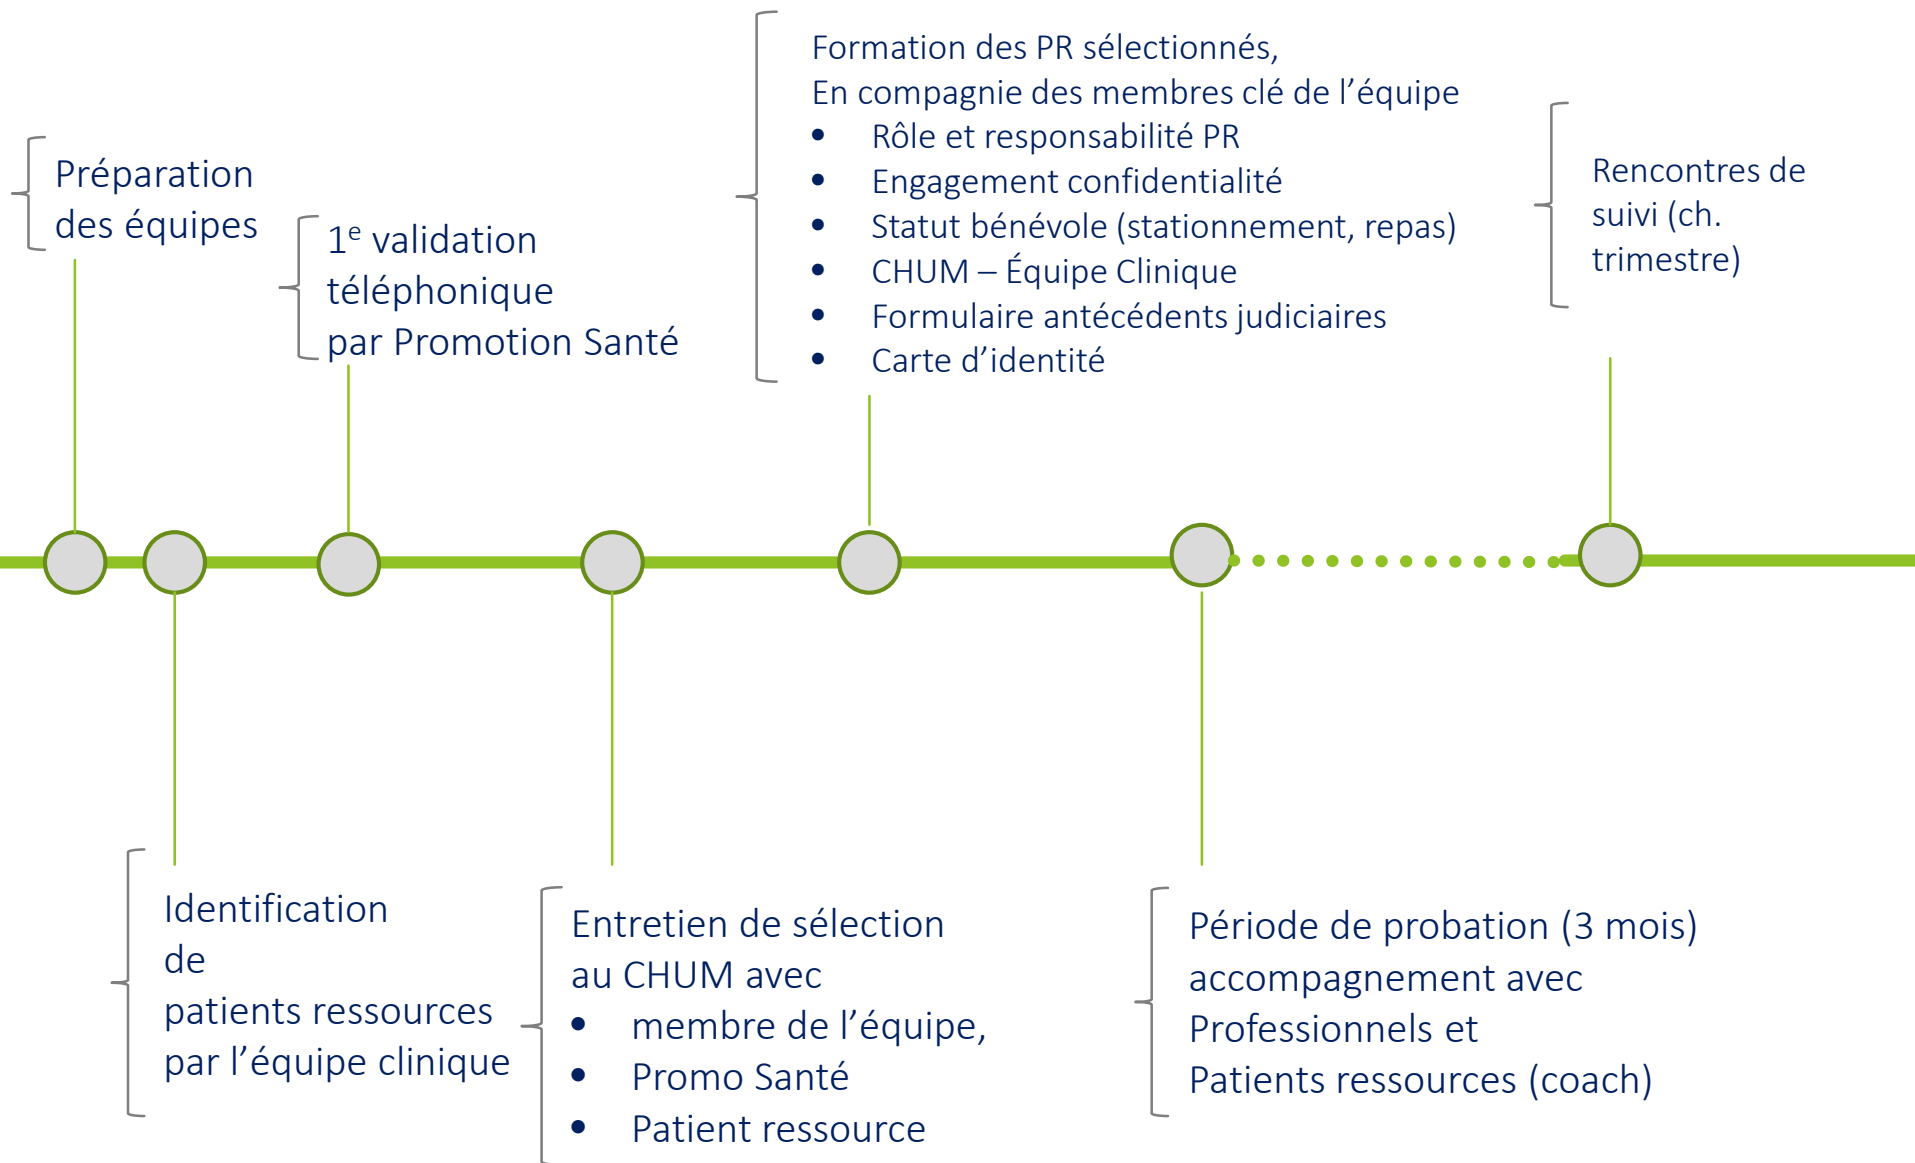 Préparation
des équipes
Identification
de
patients ressources
par l’équipe clinique
1e validation
téléphonique
par Promotion Santé
Entretien de sélection
au CHUM avec
• membre de l’équipe,
• Promo Santé
• Patient ressource
Formation des PR sélectionnés,
En compagnie des membres clé de l’équipe
• Rôle et responsabilité PR
• Engagement confidentialité
• Statut bénévole (stationnement, repas)
• CHUM – Équipe Clinique
• Formulaire antécédents judiciaires
• Carte d’identité
Période de probation (3 mois)
accompagnement avec
Professionnels et
Patients ressources (coach)
Rencontres de
suivi (ch.
trimestre)